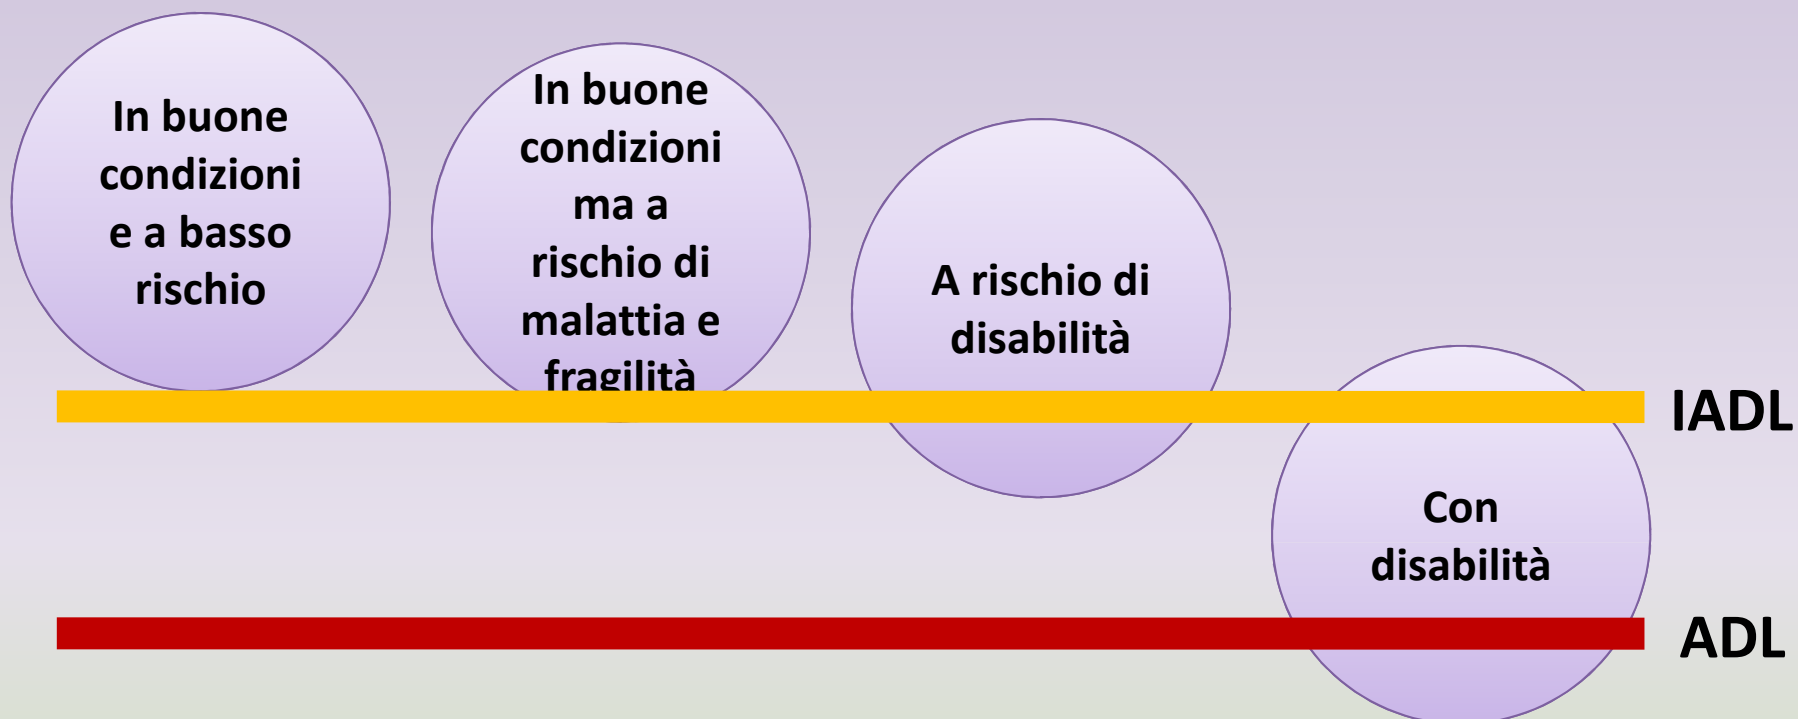 In buone
condizioni
e a basso
rischio
In buone
condizioni
ma a
rischio di
malattia e
fragilità
A rischio di
disabilità
Con
disabilità
IADL
ADL